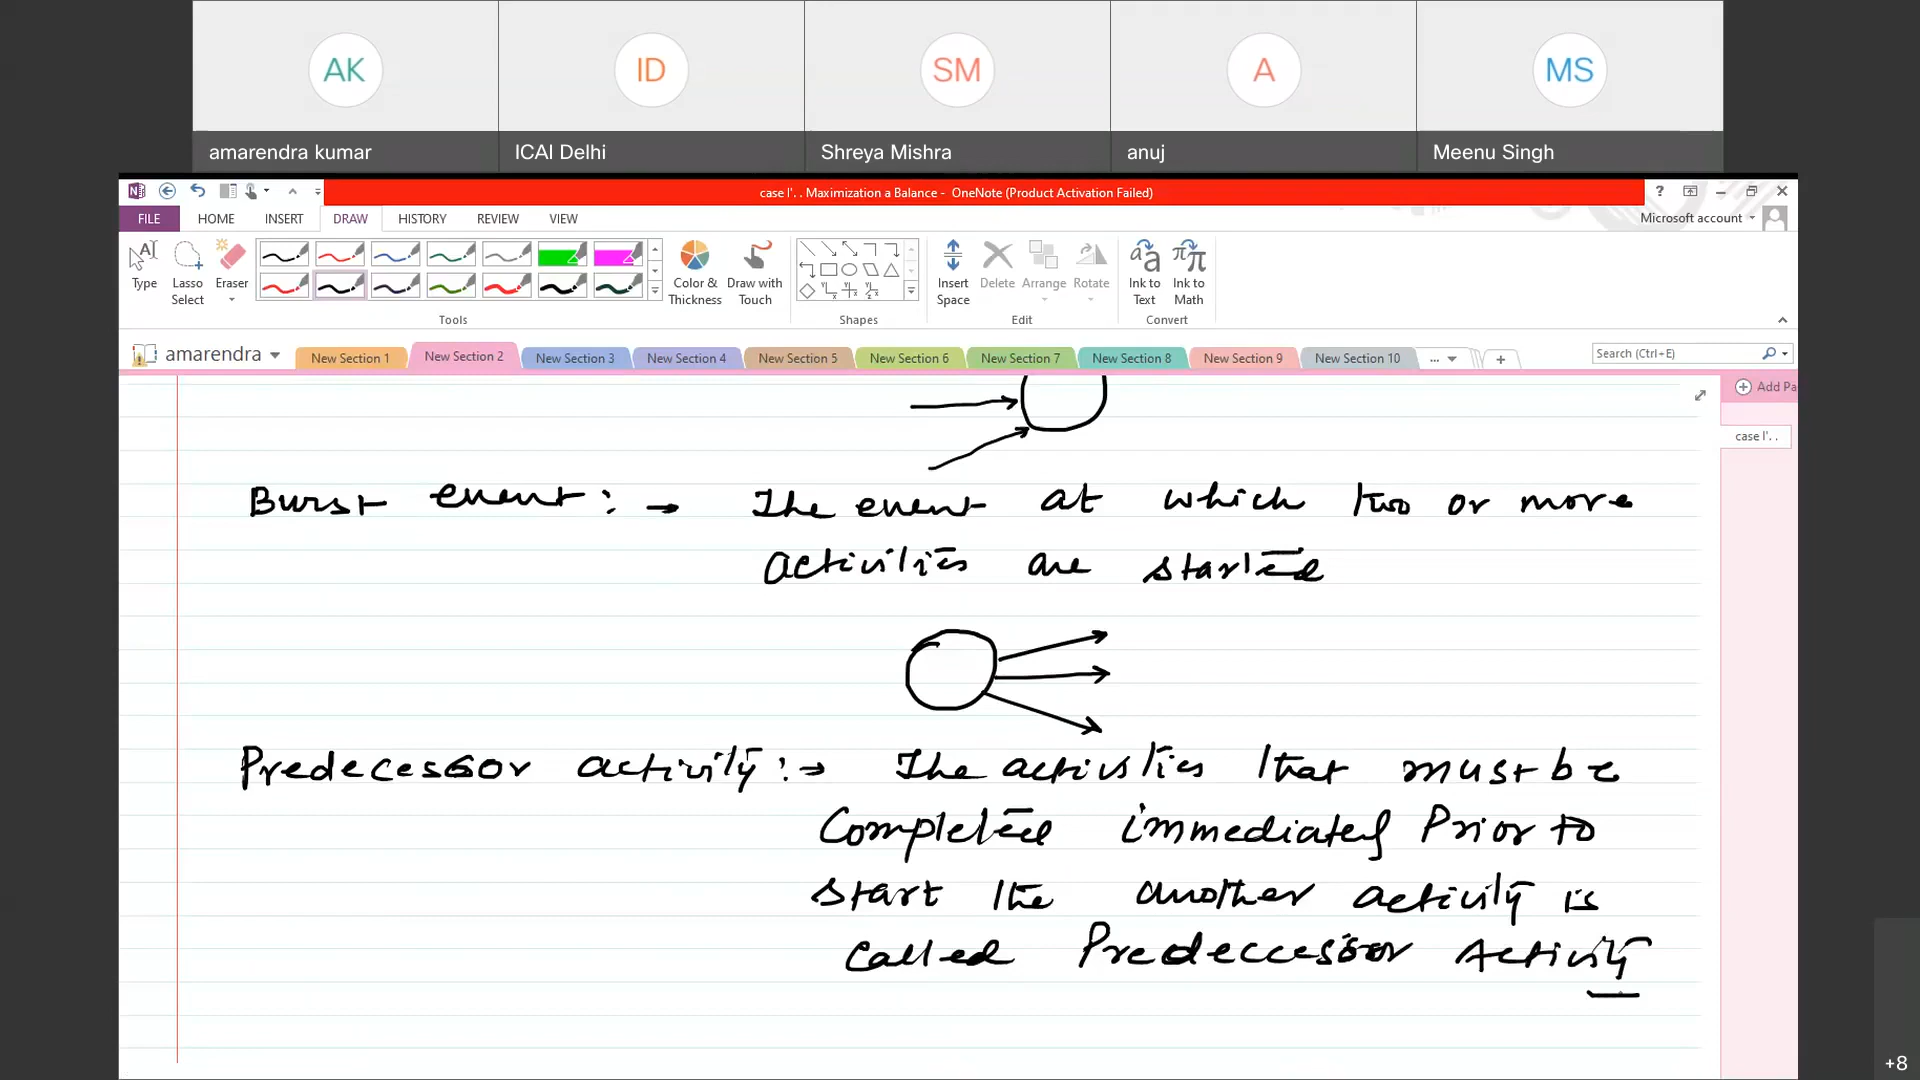 AK ID SM A MS
amarendra kumar ICAI Delhi Shreya Mishra anuj Meenu Singh
case I'. . Maximization a Balance - OneNote (Product Activation Failed) ?
FILE HOME INSERT DRAW HISTORY REVIEW VIEW Microsoft account
Type Lasso Select Eraser Color & Thickness Draw with Touch Insert Space Delete Arrange Rotate Ink to Text Ink to Math
Tools Shapes Edit Convert
amarendra New Section 1 New Section 2 New Section 3 New Section 4 New Section 5 New Section 6 New Section 7 New Section 8 New Section 9 New Section 10 ... + Search (Ctrl+E)
Add Pa
case I'. .
Burst event : → The event at which two or more
activities are started
Predecessor activity :→ The activities that must be
Completed immediately Prior to
start the another activity is
called Predeccessor Activity
+8